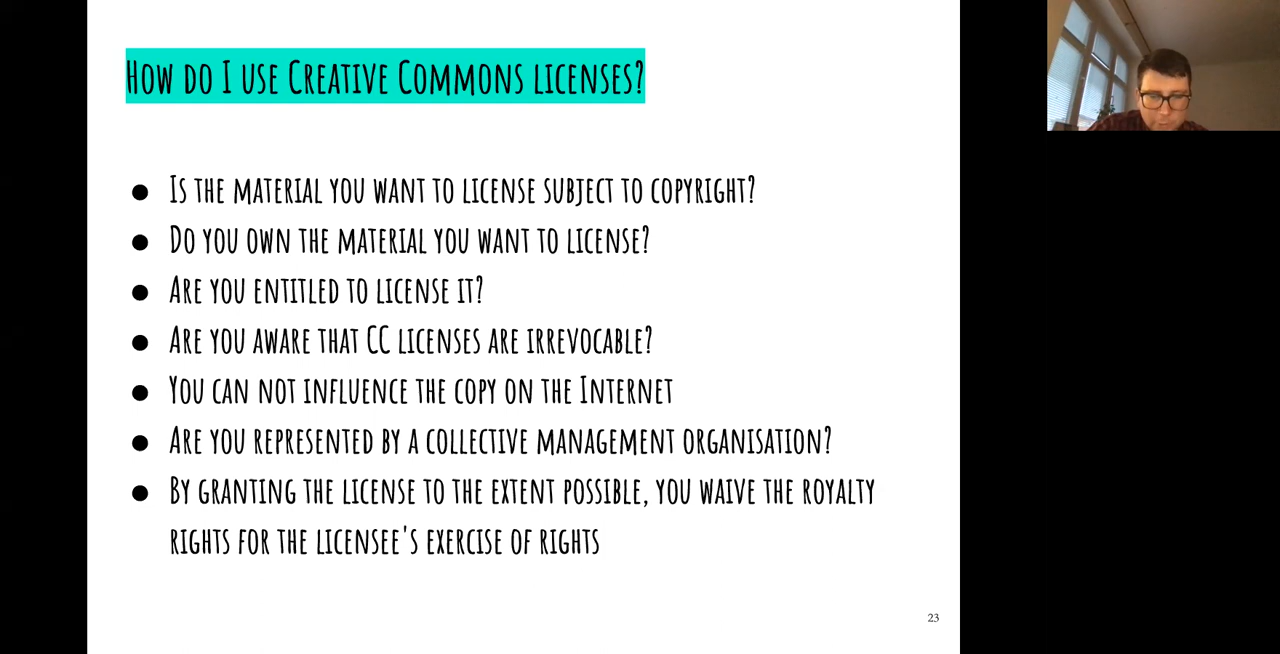 How do I use Creative Commons licenses?
● Is the material you want to license subject to copyright?
● Do you own the material you want to license?
● Are you entitled to license it?
● Are you aware that CC licenses are irrevocable?
● You can not influence the copy on the Internet
● Are you represented by a collective management organisation?
● By granting the license to the extent possible, you waive the royalty
rights for the licensee's exercise of rights
23